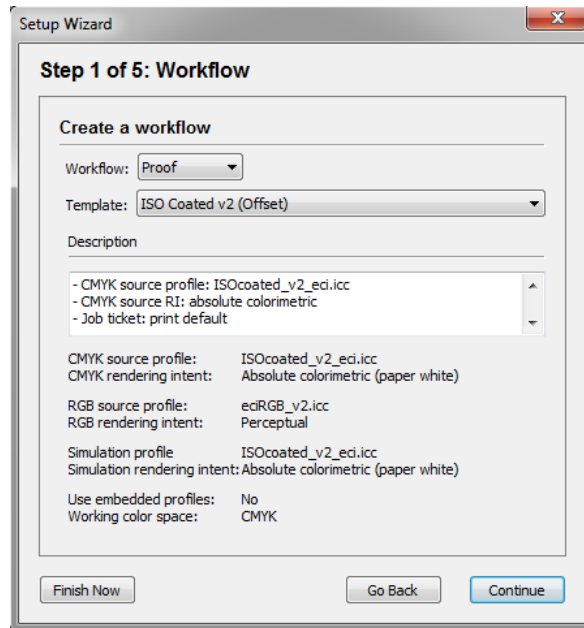 Setup Wizard
Step 1 of 5: Workflow
Create a workflow
Workflow: Proof
Template: ISO Coated v2 (Offset)
Description
- CMYK source profile: ISOcoated_v2_eci.icc
- CMYK source RI: absolute colorimetric
- Job ticket: print default
CMYK source profile: ISOcoated_v2_eci.icc
CMYK rendering intent: Absolute colorimetric (paper white)
RGB source profile: eciRGB_v2.icc
RGB rendering intent: Perceptual
Simulation profile ISOcoated_v2_eci.icc
Simulation rendering intent: Absolute colorimetric (paper white)
Use embedded profiles: No
Working color space: CMYK
Finish Now Go Back Continue